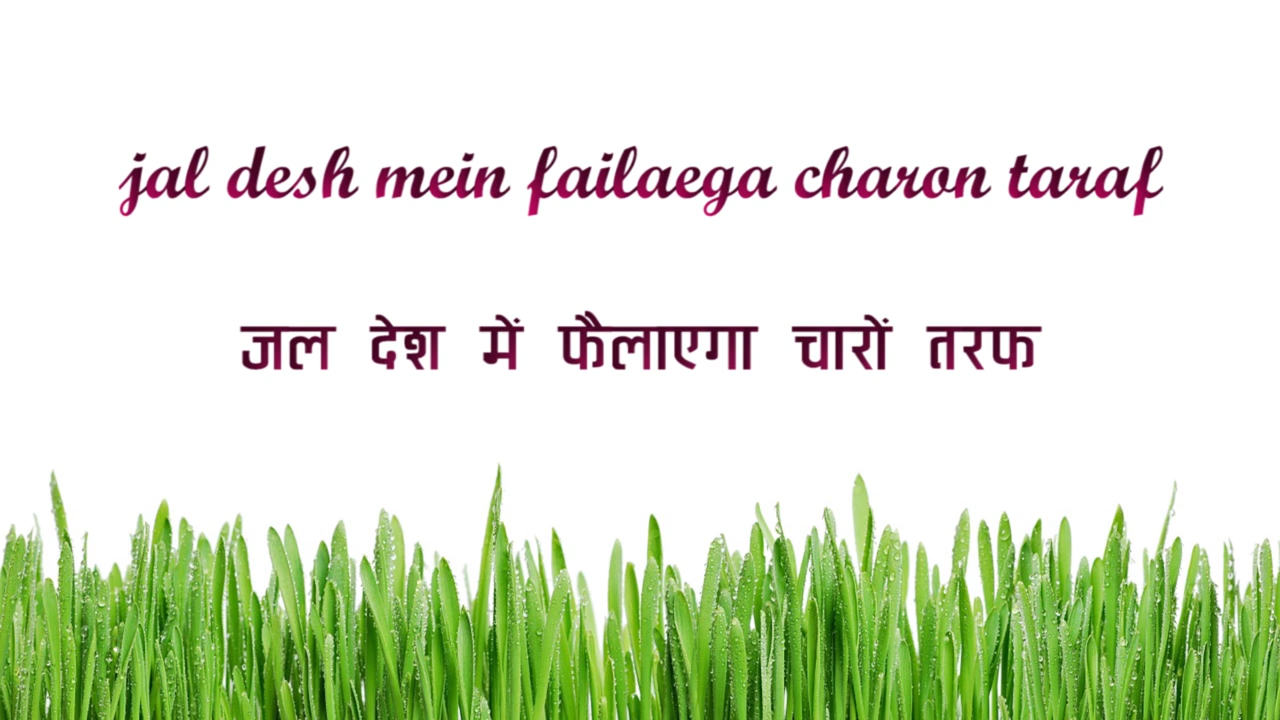 jal desh mein failaega charon taraf
जल देश में फैलाएगा चारों तरफ